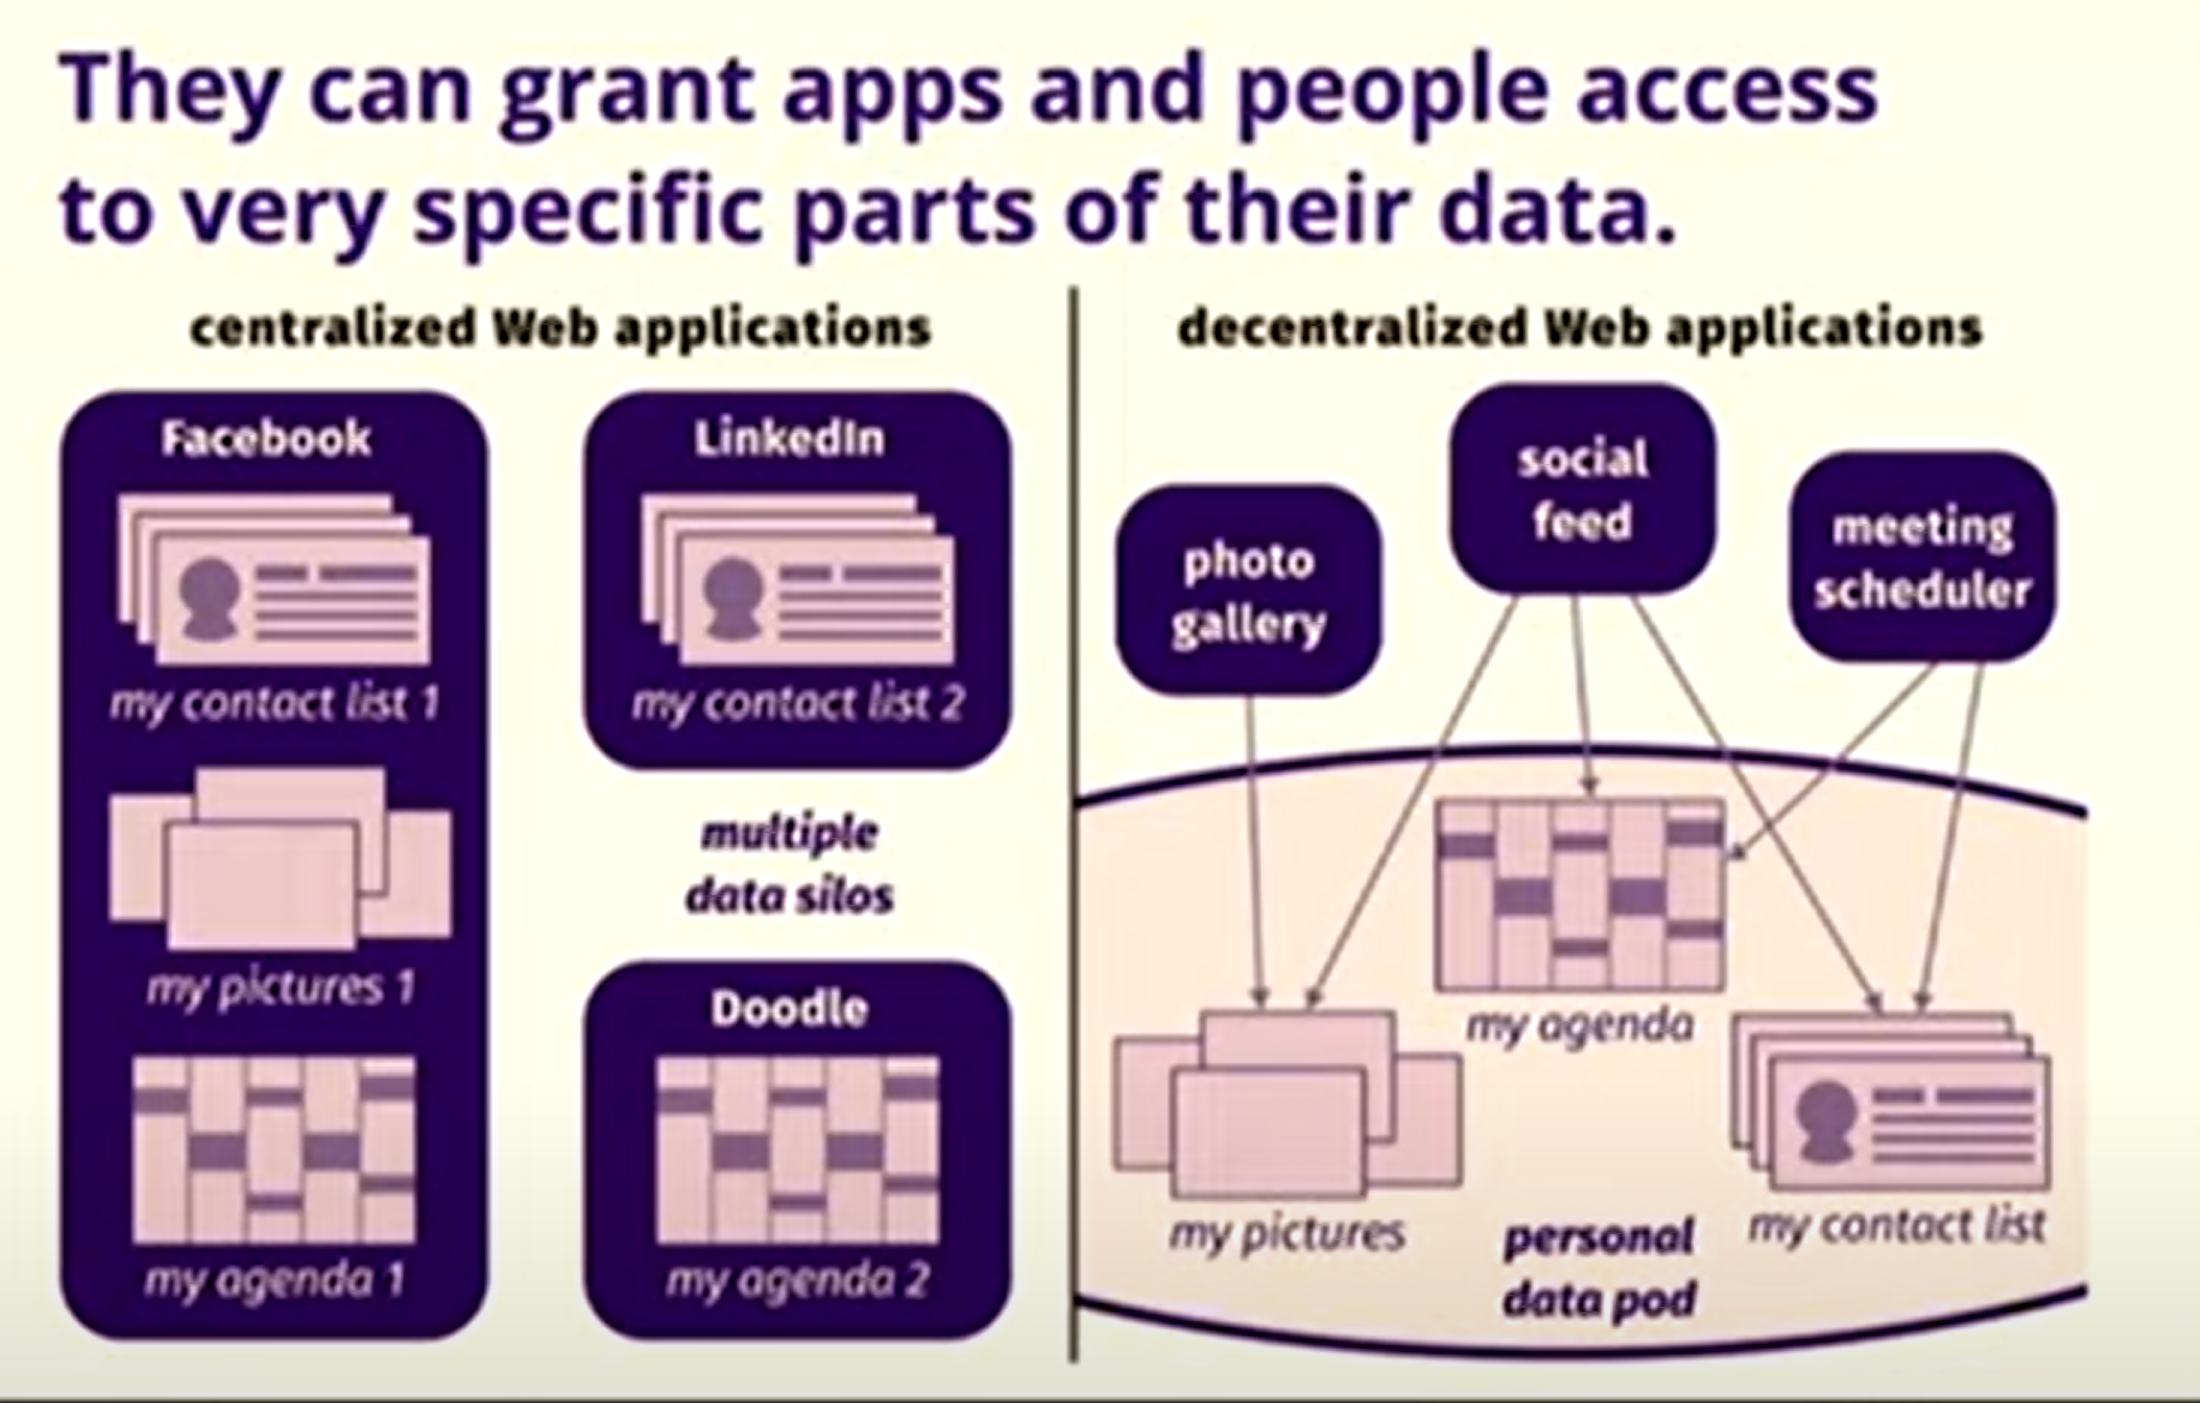 They can grant apps and people access
to very specific parts of their data.
centralized Web applications
Facebook
my contact list 1
my pictures 1
my agenda 1
LinkedIn
my contact list 2
multiple
data silos
Doodle
my agenda 2
decentralized Web applications
photo
gallery
social
feed
meeting
scheduler
my agenda
my pictures
personal
data pod
my contact list